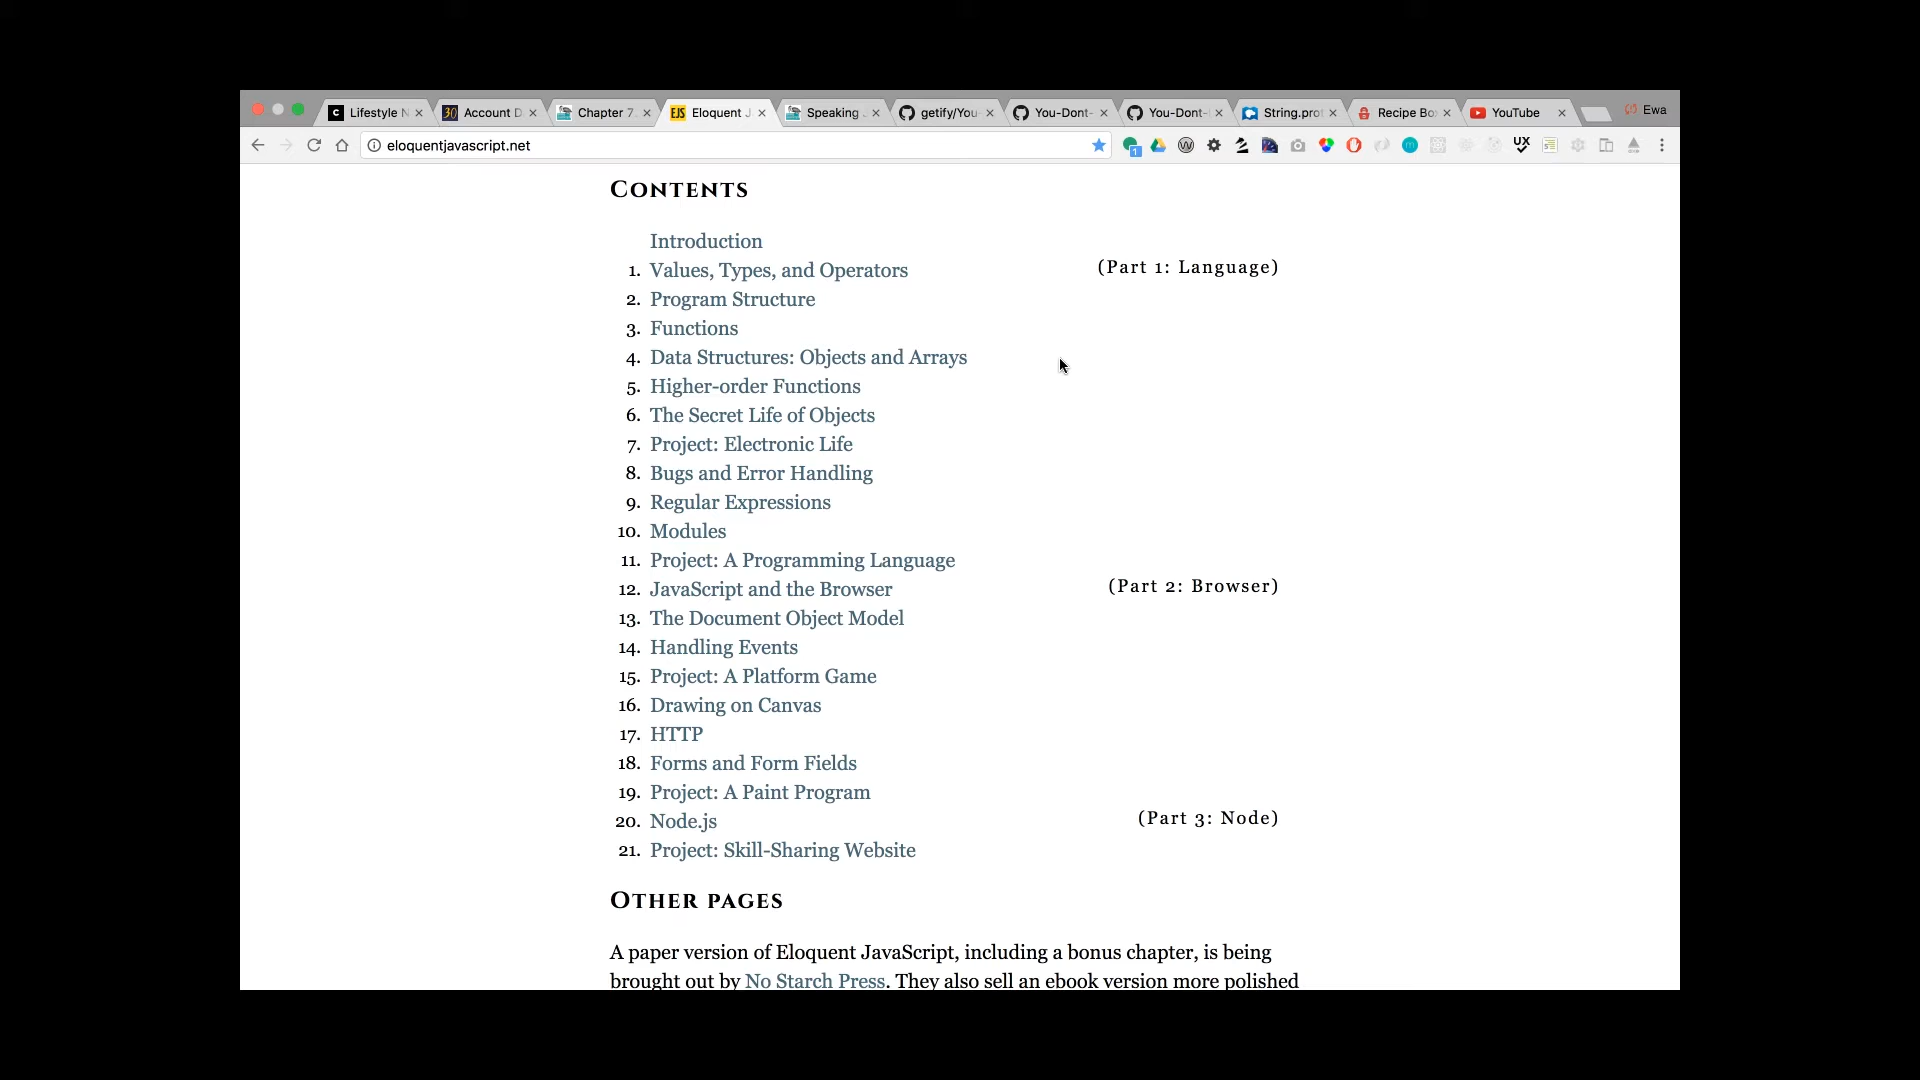 Lifestyle N
Account D
Chapter 7
Eloquent J
Speaking
getify/You-
You-Dont-
You-Dont-
String.prot
Recipe Bo
YouTube
Ewa
eloquentjavascript.net
1
UX
Contents
Introduction
1. Values, Types, and Operators (Part 1: Language)
2. Program Structure
3. Functions
4. Data Structures: Objects and Arrays
5. Higher-order Functions
6. The Secret Life of Objects
7. Project: Electronic Life
8. Bugs and Error Handling
9. Regular Expressions
10. Modules
11. Project: A Programming Language
12. JavaScript and the Browser (Part 2: Browser)
13. The Document Object Model
14. Handling Events
15. Project: A Platform Game
16. Drawing on Canvas
17. HTTP
18. Forms and Form Fields
19. Project: A Paint Program
20. Node.js (Part 3: Node)
21. Project: Skill-Sharing Website
Other pages
A paper version of Eloquent JavaScript, including a bonus chapter, is being
brought out by No Starch Press. They also sell an ebook version more polished